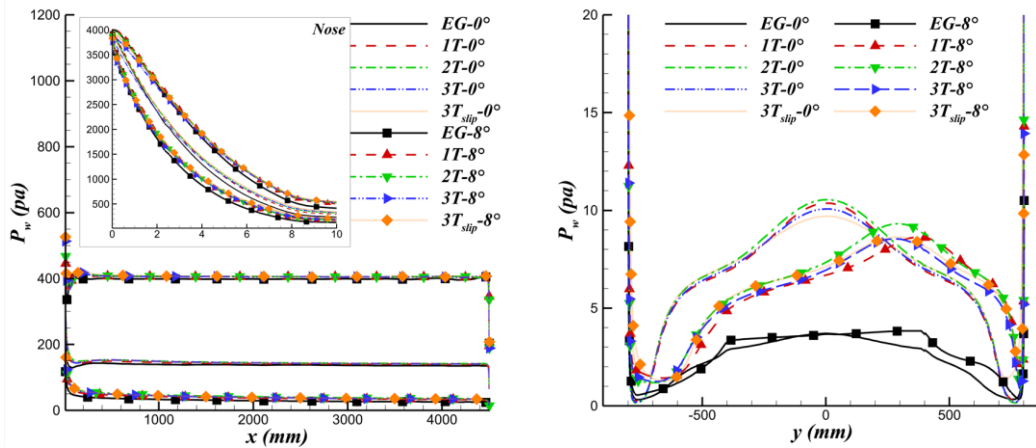 1200
1000
800
600
400
200
0
P_w (pa)
1000
2000
3000
4000
x (mm)
Nose
4000
3500
3000
2500
2000
1500
1000
500
0
2
4
6
8
10
EG-0°
1T-0°
2T-0°
3T-0°
3T_slip-0°
EG-8°
1T-8°
2T-8°
3T-8°
3T_slip-8°
20
15
10
5
0
P_w (pa)
-500
0
500
y (mm)
EG-0°
1T-0°
2T-0°
3T-0°
3T_slip-0°
EG-8°
1T-8°
2T-8°
3T-8°
3T_slip-8°